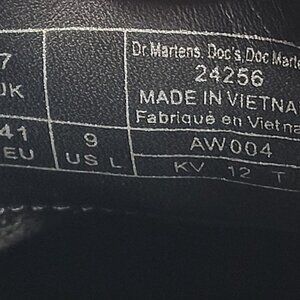 7
UK
41
EU
9
US L
Dr.Martens, Doc's, Doc Marte
24256
MADE IN VIETNA
Fabriqué en Vietna
AW004
KV 12 T